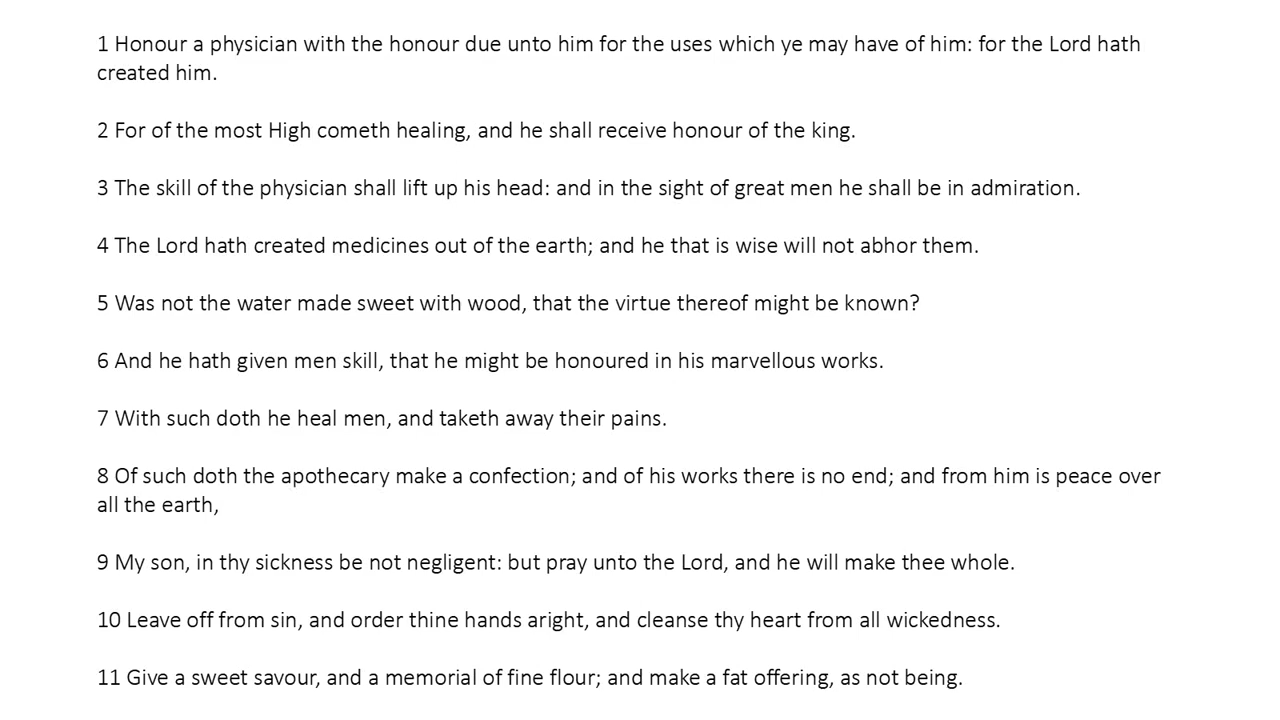 1 Honour a physician with the honour due unto him for the uses which ye may have of him: for the Lord hath
created him.
2 For of the most High cometh healing, and he shall receive honour of the king.
3 The skill of the physician shall lift up his head: and in the sight of great men he shall be in admiration.
4 The Lord hath created medicines out of the earth; and he that is wise will not abhor them.
5 Was not the water made sweet with wood, that the virtue thereof might be known?
6 And he hath given men skill, that he might be honoured in his marvellous works.
7 With such doth he heal men, and taketh away their pains.
8 Of such doth the apothecary make a confection; and of his works there is no end; and from him is peace over
all the earth,
9 My son, in thy sickness be not negligent: but pray unto the Lord, and he will make thee whole.
10 Leave off from sin, and order thine hands aright, and cleanse thy heart from all wickedness.
11 Give a sweet savour, and a memorial of fine flour; and make a fat offering, as not being.